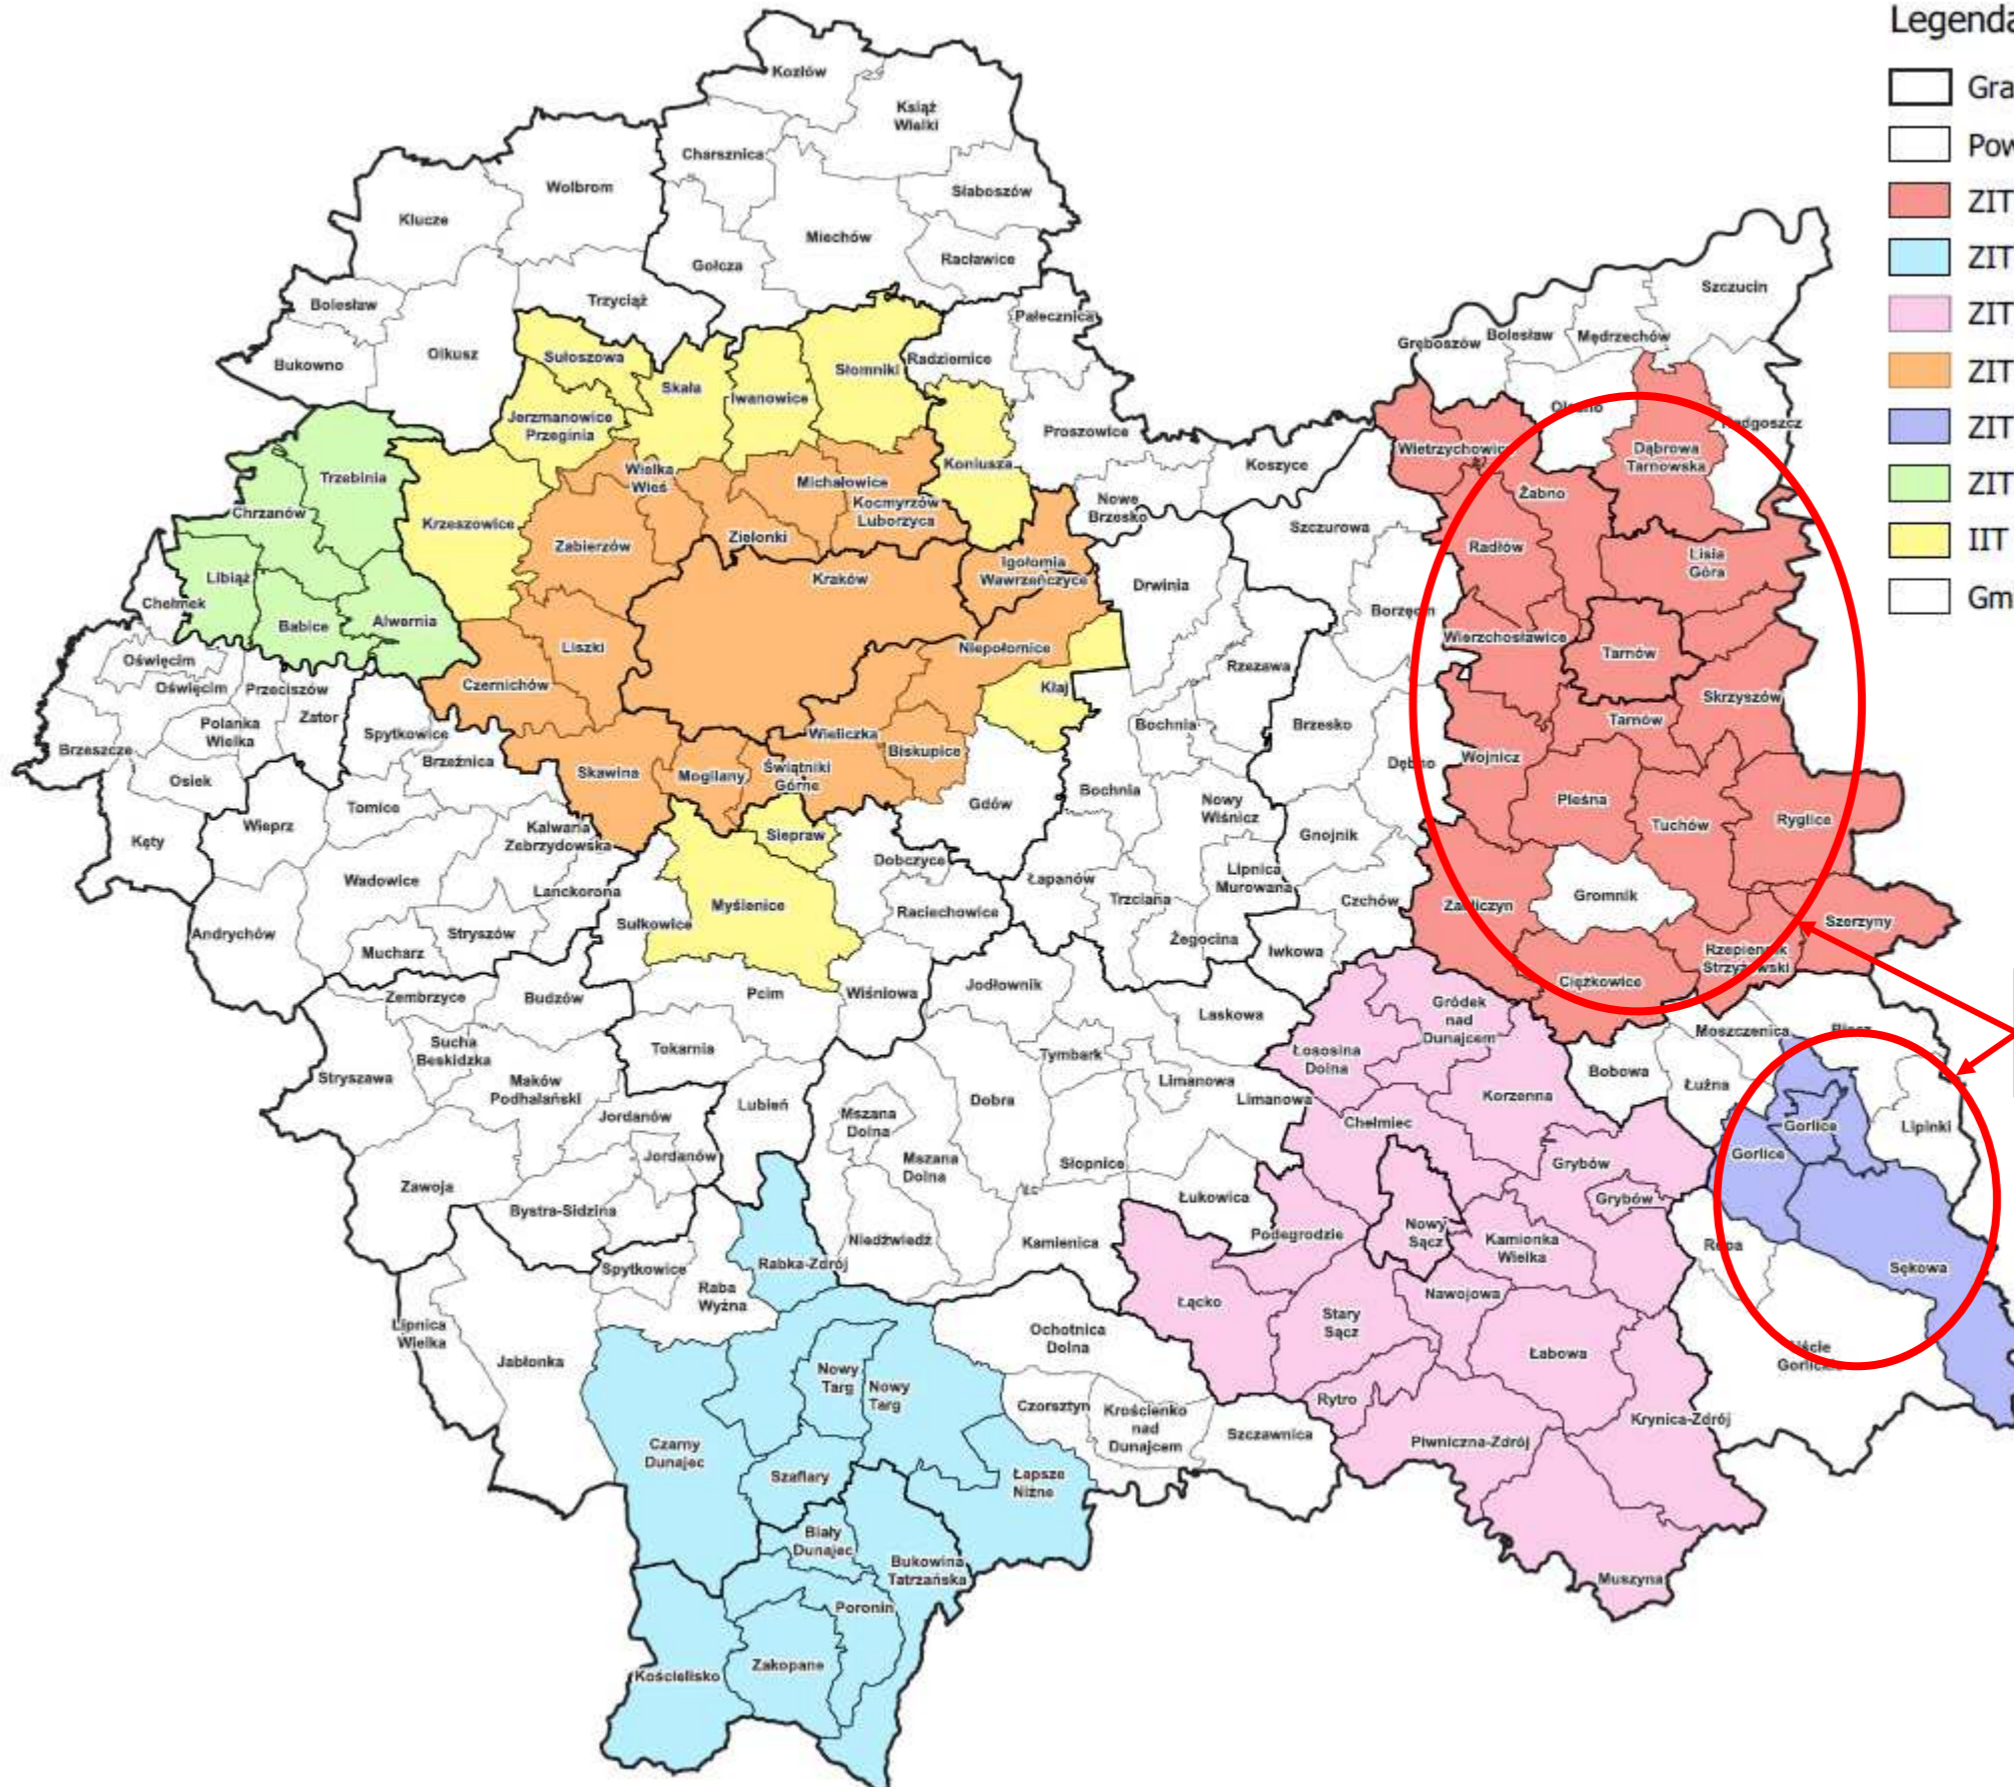 Legenda
Gra
Pow
ZIT
ZIT
ZIT
ZIT
ZIT
ZIT
IIT
Gm
Kozłów
Książ
Wielki
Charsznica
Słaboszów
Wolbrom
Klucze
Miechów
Gołcza
Racławice
Trzyciąż
Bolesław
Bukowno
Olkusz
Pałecznica
Radziemice
Proszowice
Sułoszowa
Skała
Iwanowice
Słomniki
Jerzmanowice
Przeginia
Koniusza
Koszyce
Nowe
Brzesko
Szczucin
Mędrzechów
Bolesław
Gręboszów
Wietrzychowice
Dąbrowa
Tarnowska
Żabno
Radłów
Lisia
Góra
Wierzchosławice
Tarnów
Skrzyszów
Tarnów
Wojnicz
Pleśna
Tuchów
Ryglice
Gromnik
Zakliczyn
Szerzyny
Rzepiennik
Strzyżewski
Ciężkowice
Trzebinia
Chrzanów
Libiąż
Babice
Alwernia
Chełmek
Krzeszowice
Wielka
Wieś
Michałowice
Kocmyrzów
Luborzyca
Zielonki
Zabierzów
Kraków
Igołomia
Wawrzeńczyce
Liszki
Czernichów
Niepołomice
Kłaj
Wieliczka
Biskupice
Skawina
Mogilany
Świątniki
Górne
Szczurowa
Drwinia
Borzęcin
Rzezawa
Bochnia
Brzesko
Dębno
Bochnia
Nowy
Wiśnicz
Gnojnik
Lipnica
Murowana
Łapanów
Trzciana
Czchów
Żegocina
Iwkowa
Gdów
Oświęcim
Oświęcim
Przeciszów
Polanka
Wielka
Zator
Brzeszcze
Osiek
Kęty
Spytkowice
Brzeźnica
Tomice
Wieprz
Kalwaria
Zebrzydowska
Wadowice
Lanckorona
Andrychów
Mucharz
Stryszów
Siepraw
Dobczyce
Myślenice
Raciechowice
Sułkowice
Pcim
Wiśniowa
Tokarnia
Lubień
Zembrzyce
Budzów
Sucha
Beskidzka
Stryszawa
Maków
Podhalański
Jordanów
Jordanów
Zawoja
Bystra-Sidzina
Jodłownik
Laskowa
Tymbark
Limanowa
Limanowa
Dobra
Mszana
Dolna
Mszana
Dolna
Słopnice
Łukowica
Niedźwiedź
Kamienica
Gródek
nad
Dunajcem
Łososina
Dolna
Korzenna
Chełmiec
Grybów
Grybów
Podegrodzie
Nowy
Sącz
Kamionka
Wielka
Łącko
Stary
Sącz
Nawojowa
Łabowa
Rytro
Piwniczna-Zdrój
Krynica-Zdrój
Muszyna
Moszczenica
Bobowa
Łużna
Gorlice
Gorlice
Lipinki
Sękowa
Spytkowice
Raba
Wyżna
Rabka-Zdrój
Lipnica
Wielka
Jabłonka
Ochotnica
Dolna
Czorsztyn
Krościenko
nad
Dunajcem
Szczawnica
Nowy
Targ
Nowy
Targ
Czarny
Dunajec
Szaflary
Łapsze
Niżne
Biały
Dunajec
Bukowina
Tatrzańska
Poronin
Kościelisko
Zakopane